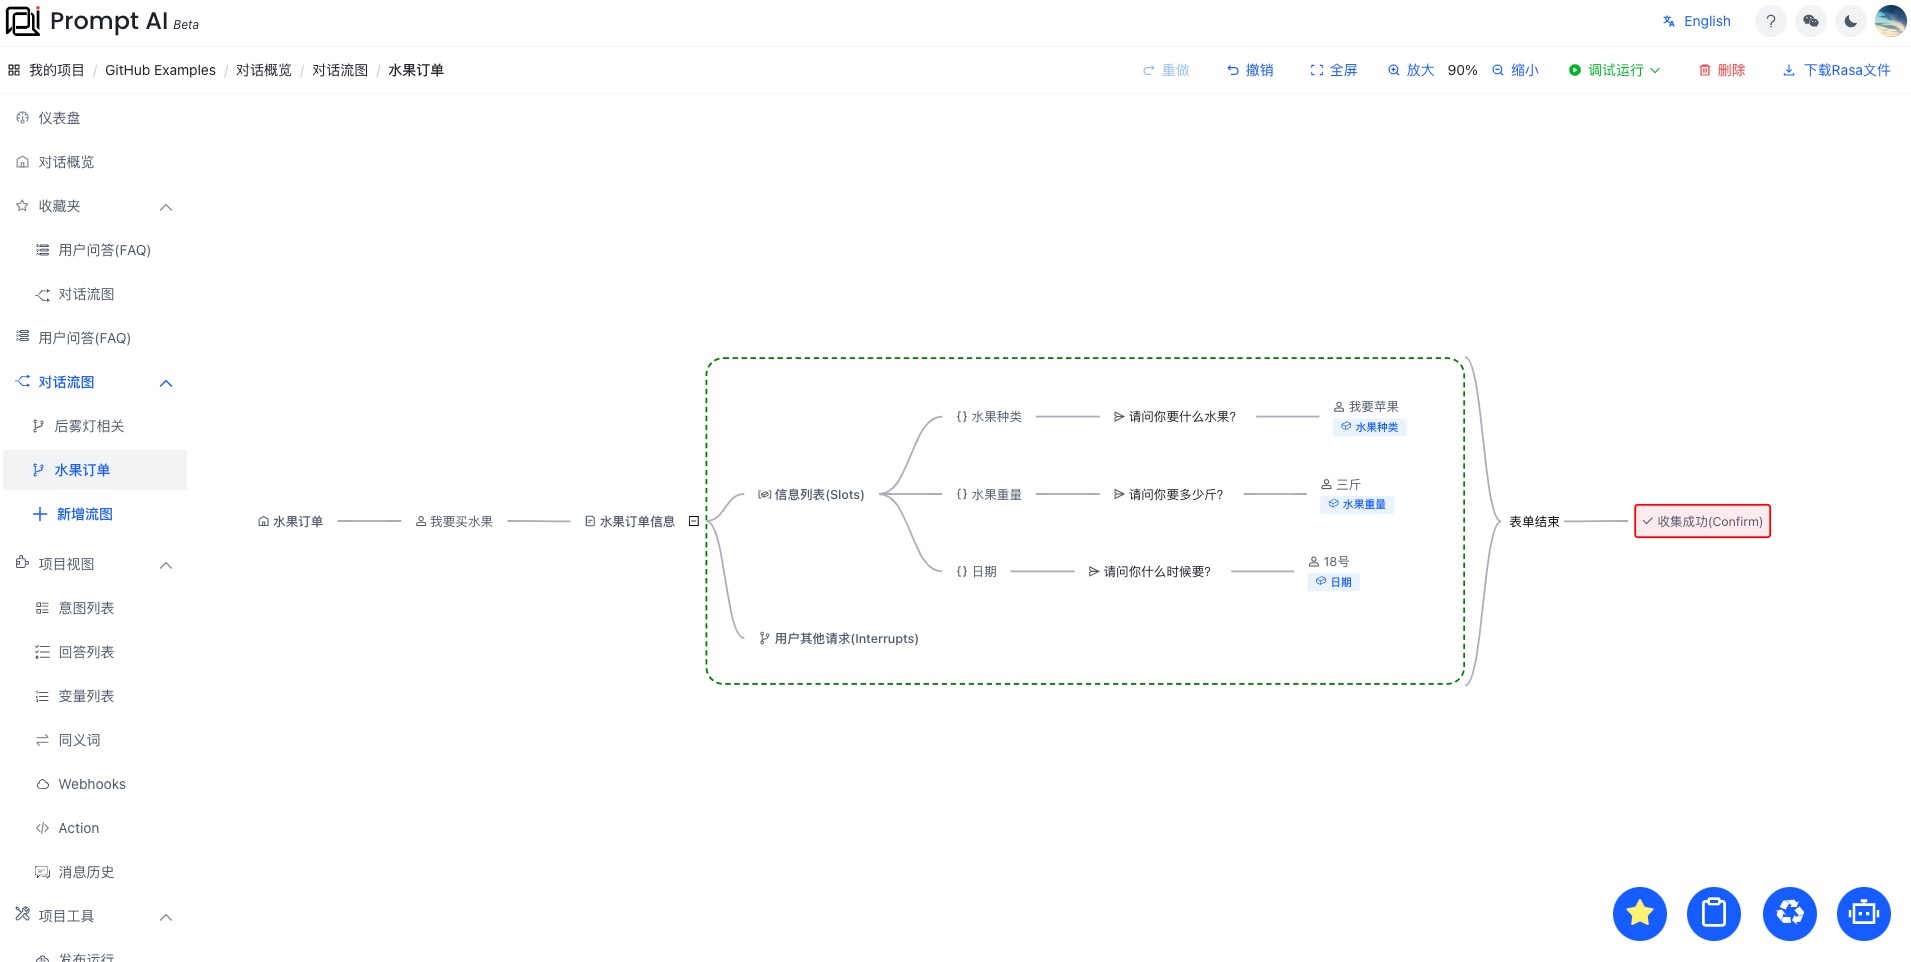 Prompt AI Beta
English
?
我的项目 / GitHub Examples / 对话概览 / 对话流图 / 水果订单
重做
撤销
全屏
放大
90%
缩小
调试运行
删除
下载Rasa文件
仪表盘
对话概览
收藏夹
用户问答(FAQ)
对话流图
用户问答(FAQ)
对话流图
后雾灯相关
水果订单
新增流图
项目视图
意图列表
回答列表
变量列表
同义词
Webhooks
Action
消息历史
项目工具
发布运行
水果订单
我要买水果
水果订单信息
信息列表(Slots)
{} 水果种类
请问你要什么水果?
我要苹果
水果种类
{} 水果重量
请问你要多少斤?
三斤
水果重量
{} 日期
请问你什么时候要?
18号
日期
用户其他请求(Interrupts)
表单结束
收集成功(Confirm)